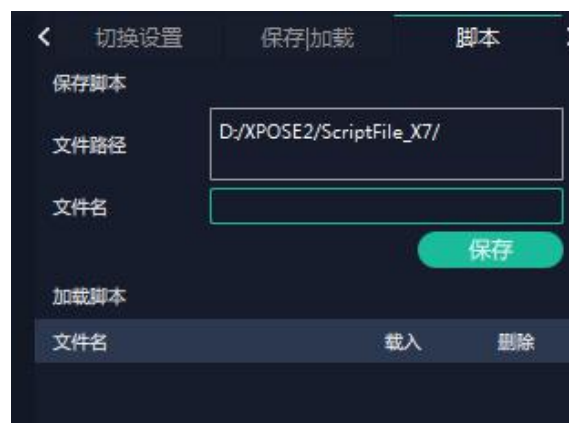 切换设置 保存|加载 脚本
保存脚本
文件路径 D:/XPOSE2/ScriptFile_X7/
文件名
保存
加载脚本
文件名 载入 删除